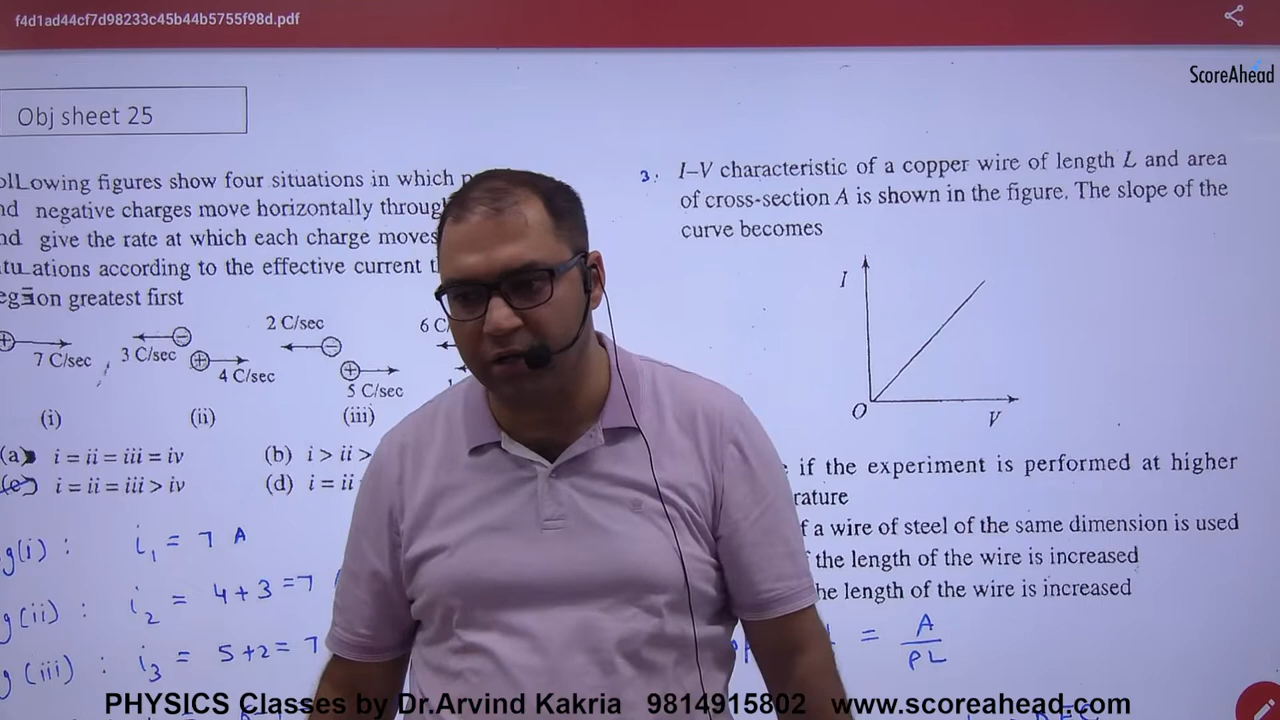 f4d1ad44cf7d98233c45b44b5755f98d.pdf
ScoreAhead
Obj sheet 25
olLowing figures show four situations in which
nd negative charges move horizontally through
nd give the rate at which each charge moves
tuations according to the effective current
egion greatest first
7 C/sec
3 C/sec
4 C/sec
2 C/sec
5 C/sec
6 C/
(i)
(ii)
(iii)
(a) i = ii = iii = iv
(b) i > ii >
(c) i = ii = iii > iv
(d) i = ii
g(i) : i₁ = 7 A
g(ii) : i₂ = 4+3 = 7
g(iii) : i₃ = 5+2 = 7
3. I–V characteristic of a copper wire of length L and area
of cross-section A is shown in the figure. The slope of the
curve becomes
I
O
V
if the experiment is performed at higher
rature
f a wire of steel of the same dimension is used
the length of the wire is increased
he length of the wire is increased
= A/ρL
PHYSICS Classes by Dr.Arvind Kakria 9814915802 www.scoreahead.com